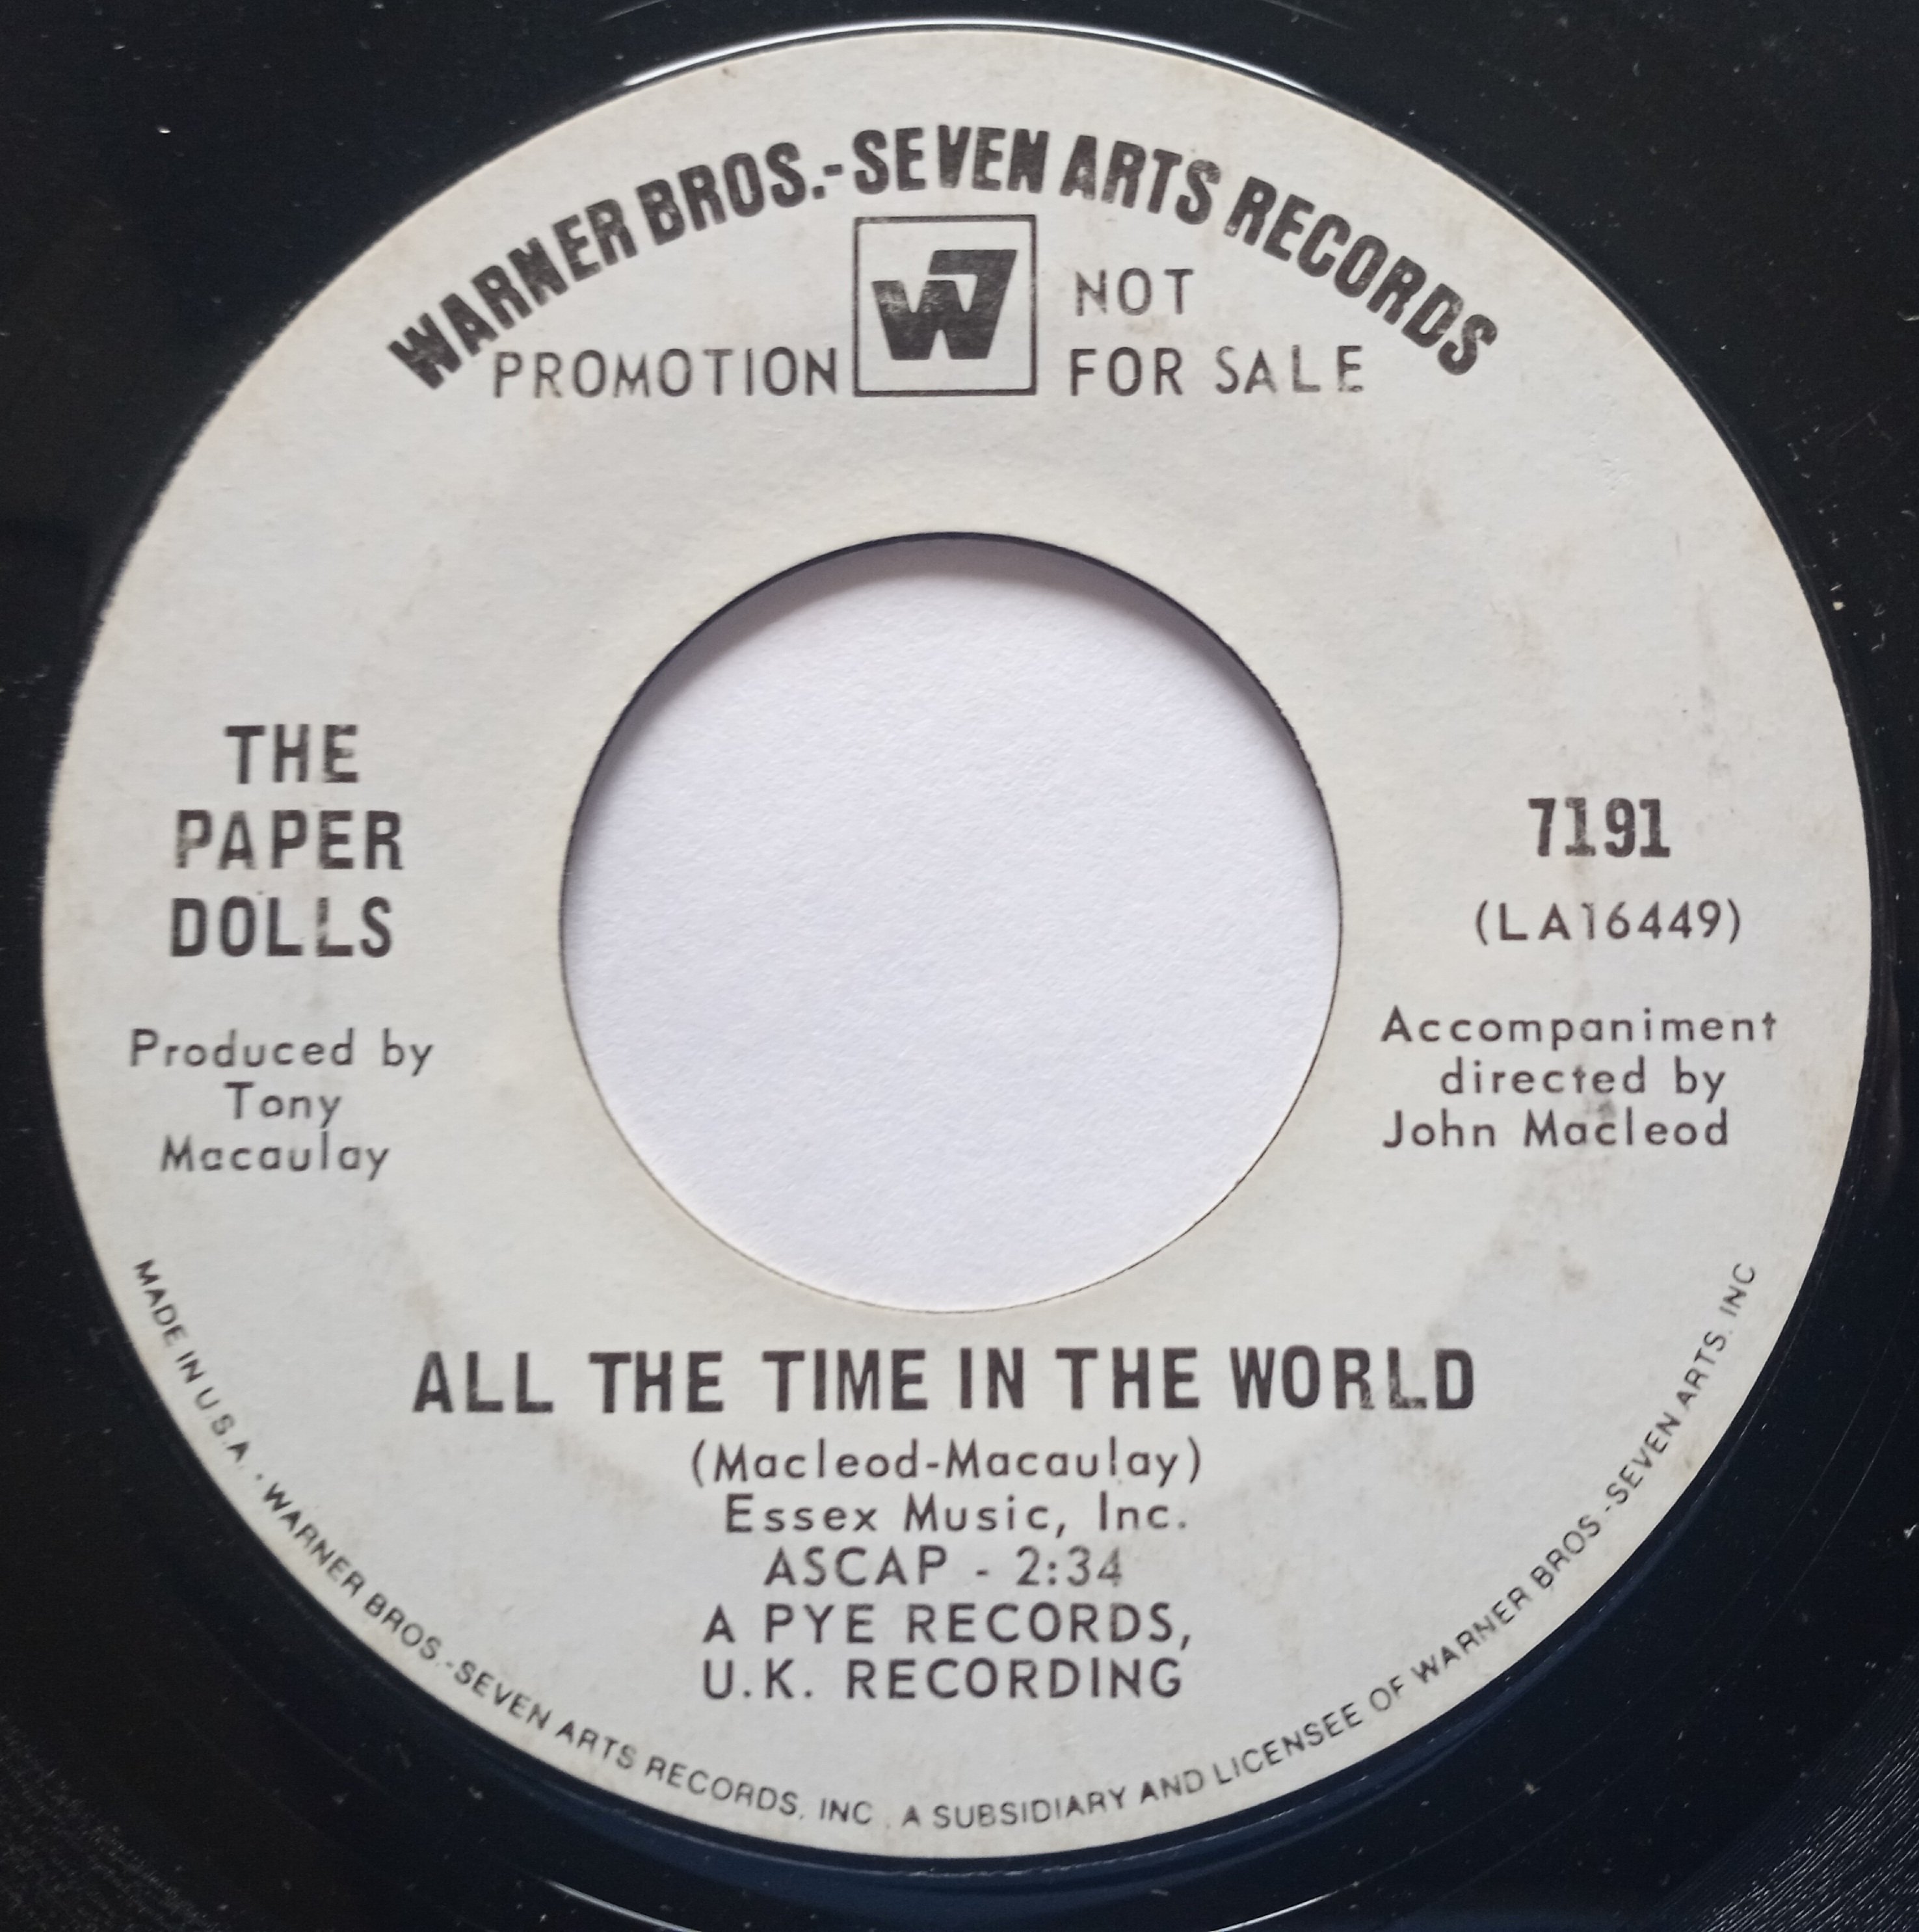 WARNER BROS.-SEVEN ARTS RECORDS
W7
NOT
PROMOTION FOR SALE
THE
PAPER
DOLLS
Produced by
Tony
Macaulay
7191
(LA16449)
Accompaniment
directed by
John Macleod
ALL THE TIME IN THE WORLD
(Macleod-Macaulay)
Essex Music, Inc.
ASCAP - 2:34
A PYE RECORDS,
U.K. RECORDING
MADE IN U.S.A. • WARNER BROS.-SEVEN ARTS RECORDS, INC. A SUBSIDIARY AND LICENSEE OF WARNER BROS.-SEVEN ARTS, INC